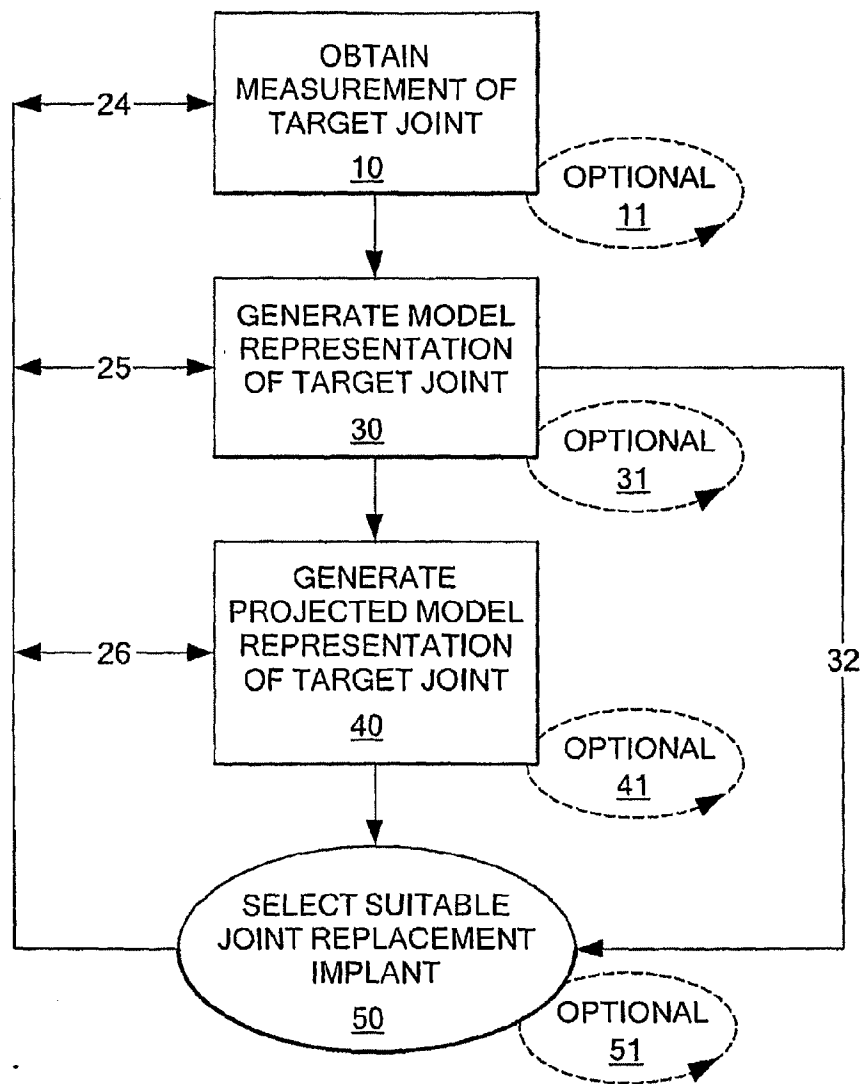 OBTAIN
MEASUREMENT OF
TARGET JOINT
10
24
OPTIONAL
11
GENERATE MODEL
REPRESENTATION
OF TARGET JOINT
30
25
OPTIONAL
31
GENERATE
PROJECTED MODEL
REPRESENTATION
OF TARGET JOINT
40
26
32
OPTIONAL
41
SELECT SUITABLE
JOINT REPLACEMENT
IMPLANT
50
OPTIONAL
51